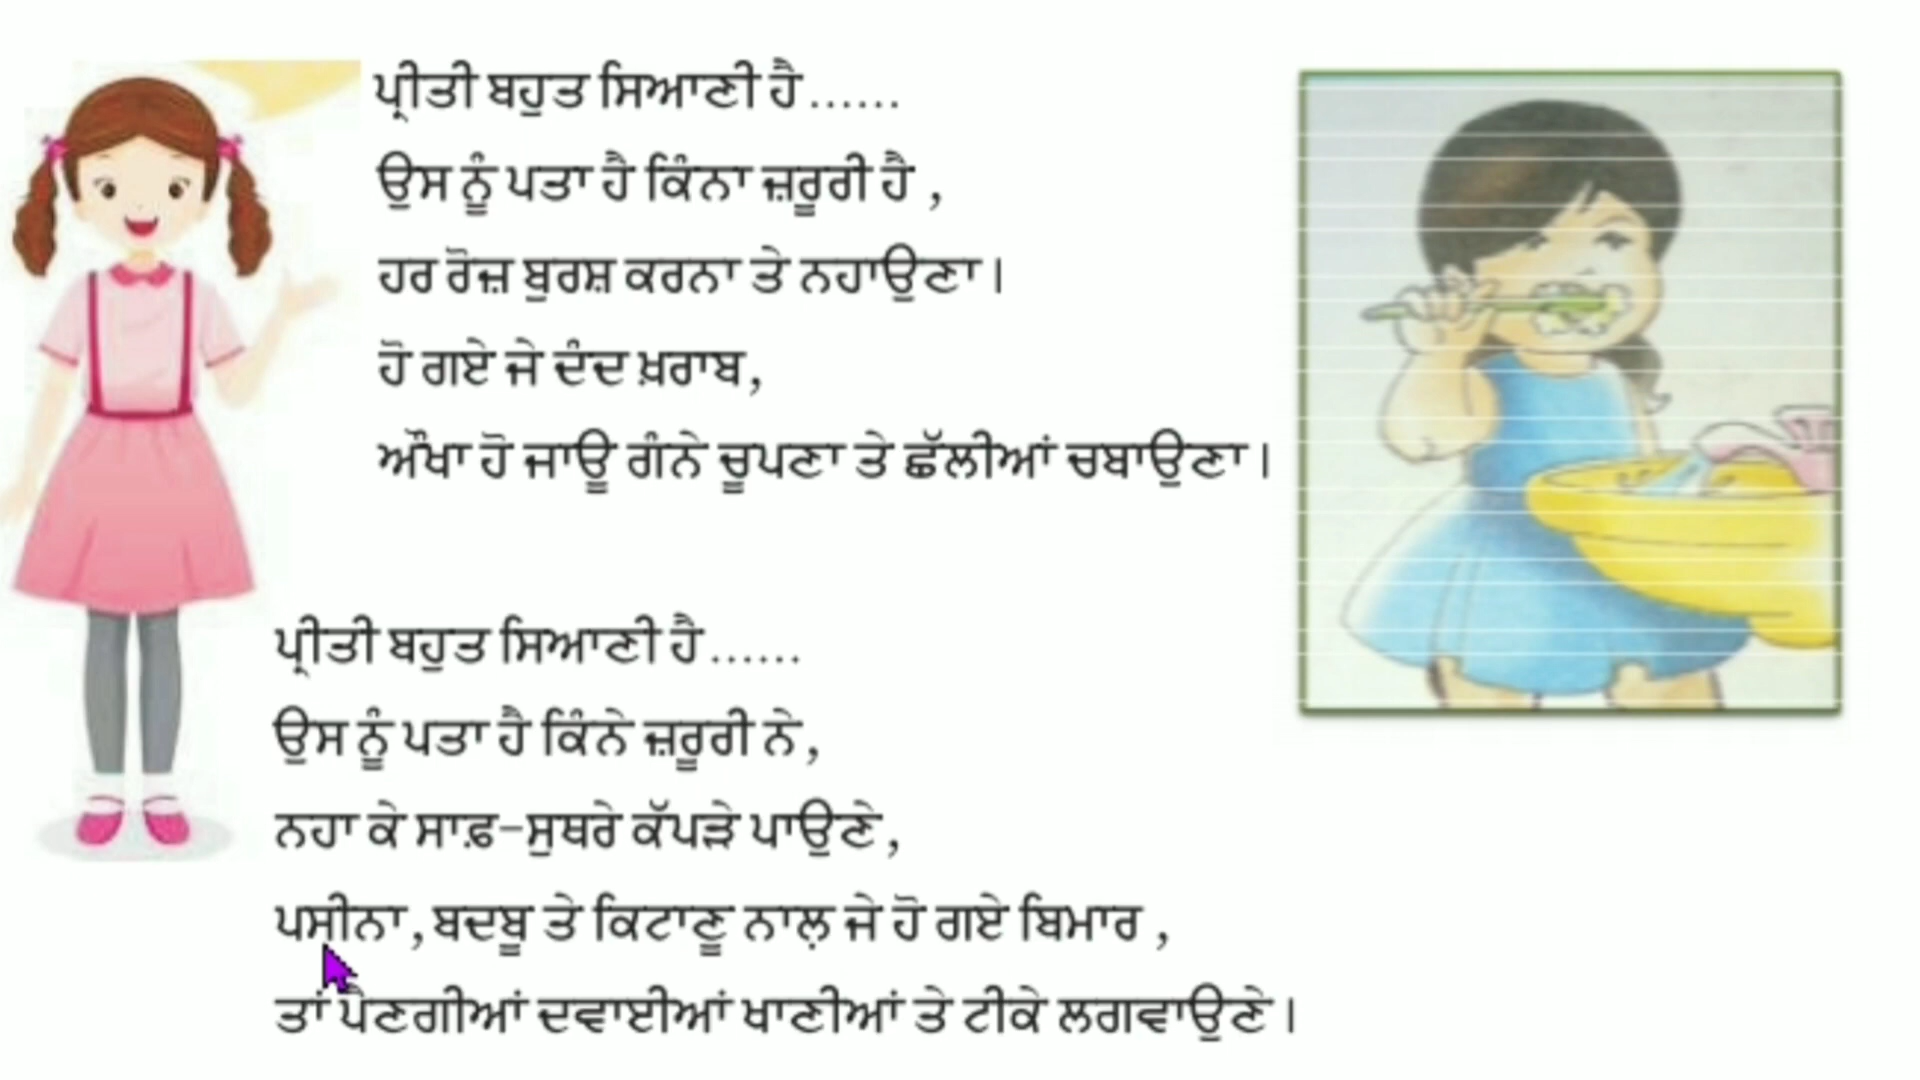 ਪ੍ਰੀਤੀ ਬਹੁਤ ਸਿਆਣੀ ਹੈ......
ਉਸ ਨੂੰ ਪਤਾ ਹੈ ਕਿੰਨਾ ਜ਼ਰੂਰੀ ਹੈ ,
ਹਰ ਰੋਜ਼ ਬੁਰਸ਼ ਕਰਨਾ ਤੇ ਨਹਾਉਣਾ।
ਹੋ ਗਏ ਜੇ ਦੰਦ ਖ਼ਰਾਬ,
ਔਖਾ ਹੋ ਜਾਊ ਗੰਨੇ ਚੂਪਣਾ ਤੇ ਛੱਲੀਆਂ ਚਬਾਉਣਾ।
ਪ੍ਰੀਤੀ ਬਹੁਤ ਸਿਆਣੀ ਹੈ......
ਉਸ ਨੂੰ ਪਤਾ ਹੈ ਕਿੰਨੇ ਜ਼ਰੂਰੀ ਨੇ,
ਨਹਾ ਕੇ ਸਾਫ਼-ਸੁਥਰੇ ਕੱਪੜੇ ਪਾਉਣੇ,
ਪਸੀਨਾ, ਬਦਬੂ ਤੇ ਕਿਟਾਣੂ ਨਾਲ਼ ਜੇ ਹੋ ਗਏ ਬਿਮਾਰ ,
ਤਾਂ ਪੈਣਗੀਆਂ ਦਵਾਈਆਂ ਖਾਣੀਆਂ ਤੇ ਟੀਕੇ ਲਗਵਾਉਣੇ।